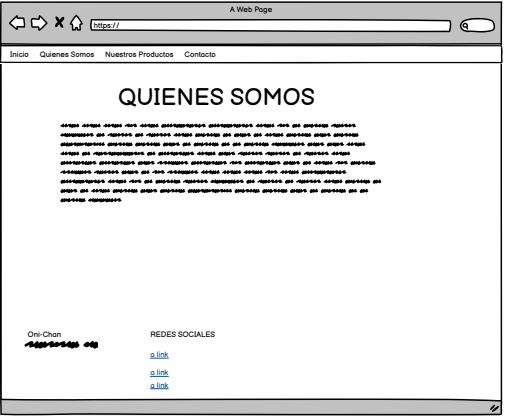 A Web Page
https://
Inicio Quienes Somos Nuestros Productos Contacto
QUIENES SOMOS
Oni-Chan
REDES SOCIALES
a link
a link
a link